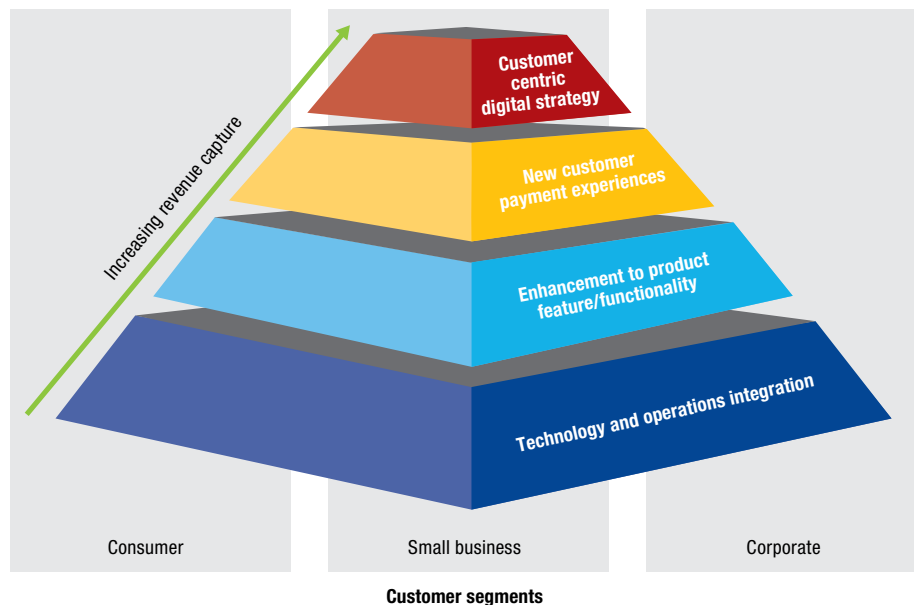 Customer
centric
digital strategy
New customer
payment experiences
Increasing revenue capture
Enhancement to product
feature/functionality
Technology and operations integration
Consumer
Small business
Corporate
Customer segments